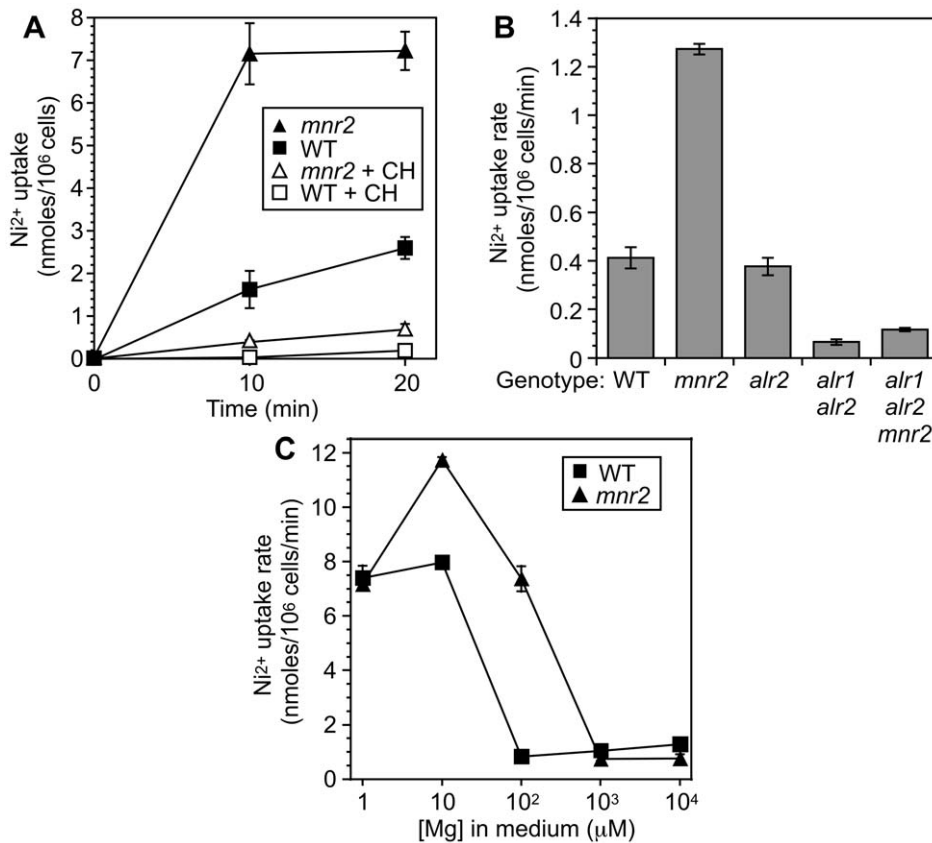 A
8
7
6
5
4
3
2
1
0
Ni²⁺ uptake
(nmoles/10⁶ cells)
mnr2
WT
mnr2 + CH
WT + CH
0
10
20
Time (min)
B
1.4
1.2
1
0.8
0.6
0.4
0.2
0
Ni²⁺ uptake rate
(nmoles/10⁶ cells/min)
Genotype: WT
mnr2
alr2
alr1
alr2
alr1
alr2
mnr2
C
12
10
8
6
4
2
0
Ni²⁺ uptake rate
(nmoles/10⁶ cells/min)
WT
mnr2
1
10
10²
10³
10⁴
[Mg] in medium (µM)